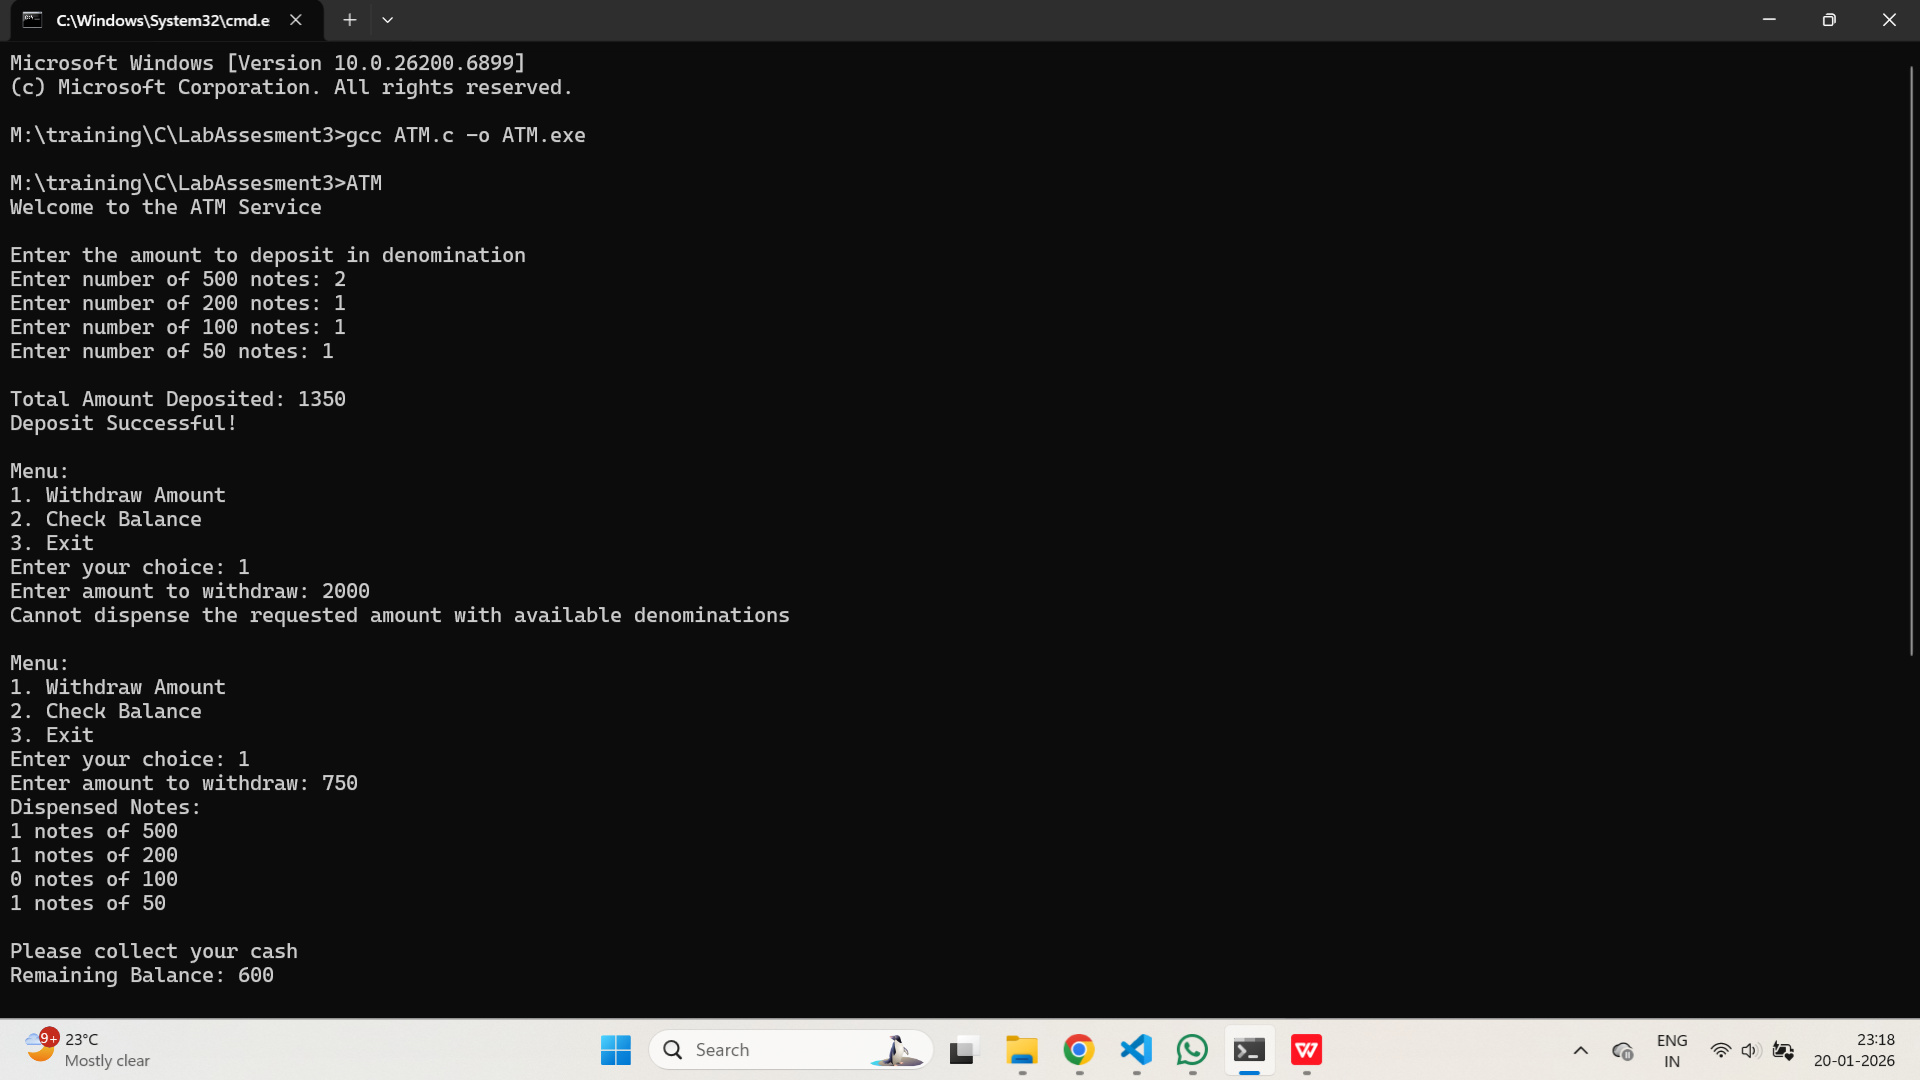 C:\Windows\System32\cmd.e
Microsoft Windows [Version 10.0.26200.6899]
(c) Microsoft Corporation. All rights reserved.
M:\training\C\LabAssesment3>gcc ATM.c -o ATM.exe
M:\training\C\LabAssesment3>ATM
Welcome to the ATM Service
Enter the amount to deposit in denomination
Enter number of 500 notes: 2
Enter number of 200 notes: 1
Enter number of 100 notes: 1
Enter number of 50 notes: 1
Total Amount Deposited: 1350
Deposit Successful!
Menu:
1. Withdraw Amount
2. Check Balance
3. Exit
Enter your choice: 1
Enter amount to withdraw: 2000
Cannot dispense the requested amount with available denominations
Menu:
1. Withdraw Amount
2. Check Balance
3. Exit
Enter your choice: 1
Enter amount to withdraw: 750
Dispensed Notes:
1 notes of 500
1 notes of 200
0 notes of 100
1 notes of 50
Please collect your cash
Remaining Balance: 600
9+
23°C
Mostly clear
Search
W
ENG
IN
23:18
20-01-2026